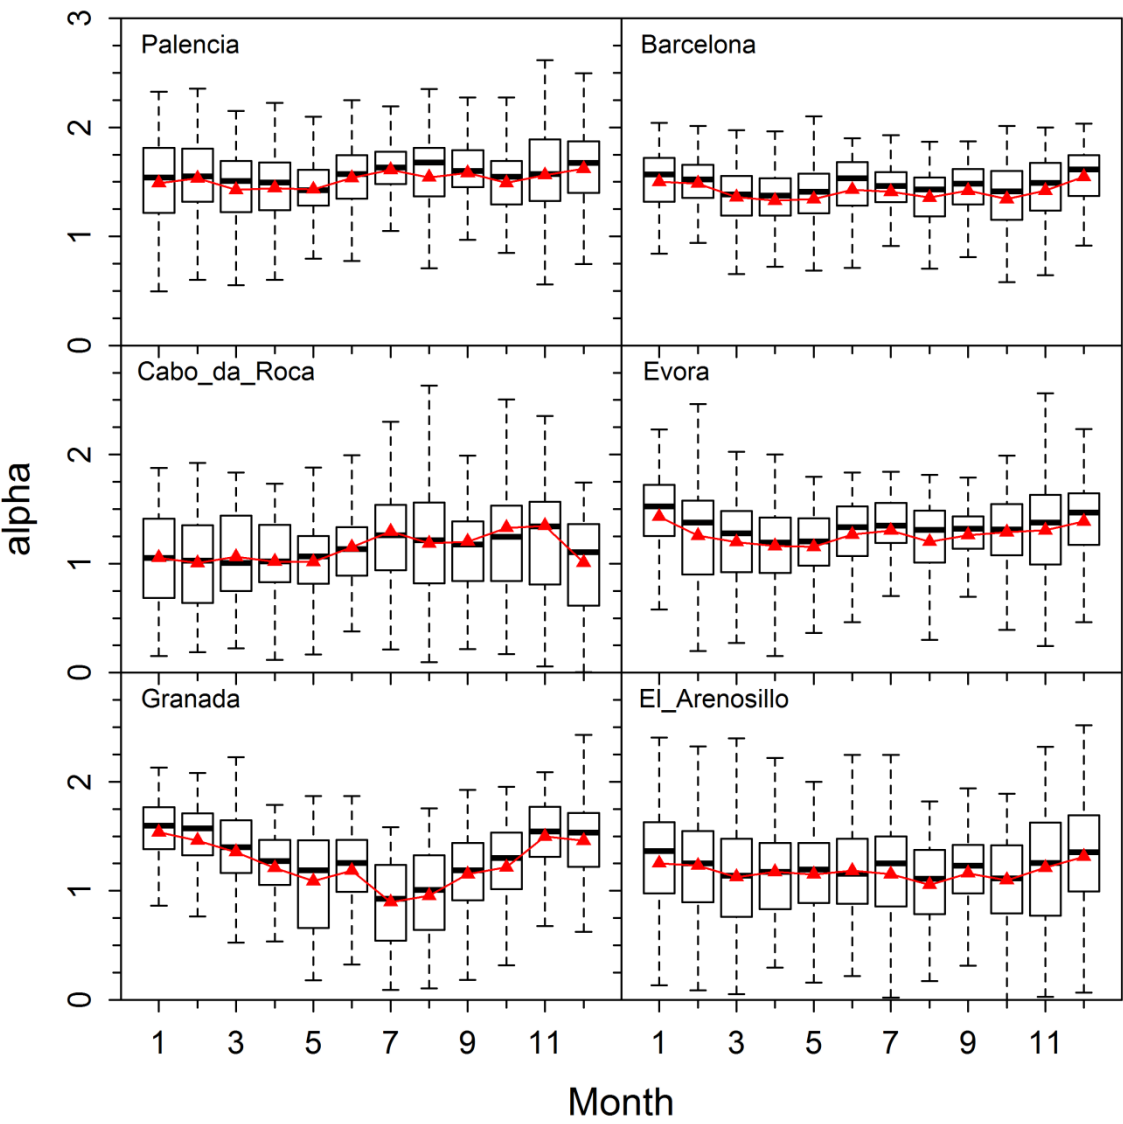 3
Palencia
Barcelona
2
1
0
Cabo_da_Roca
Evora
2
1
0
alpha
Granada
El_Arenosillo
2
1
0
1 3 5 7 9 11 1 3 5 7 9 11
Month